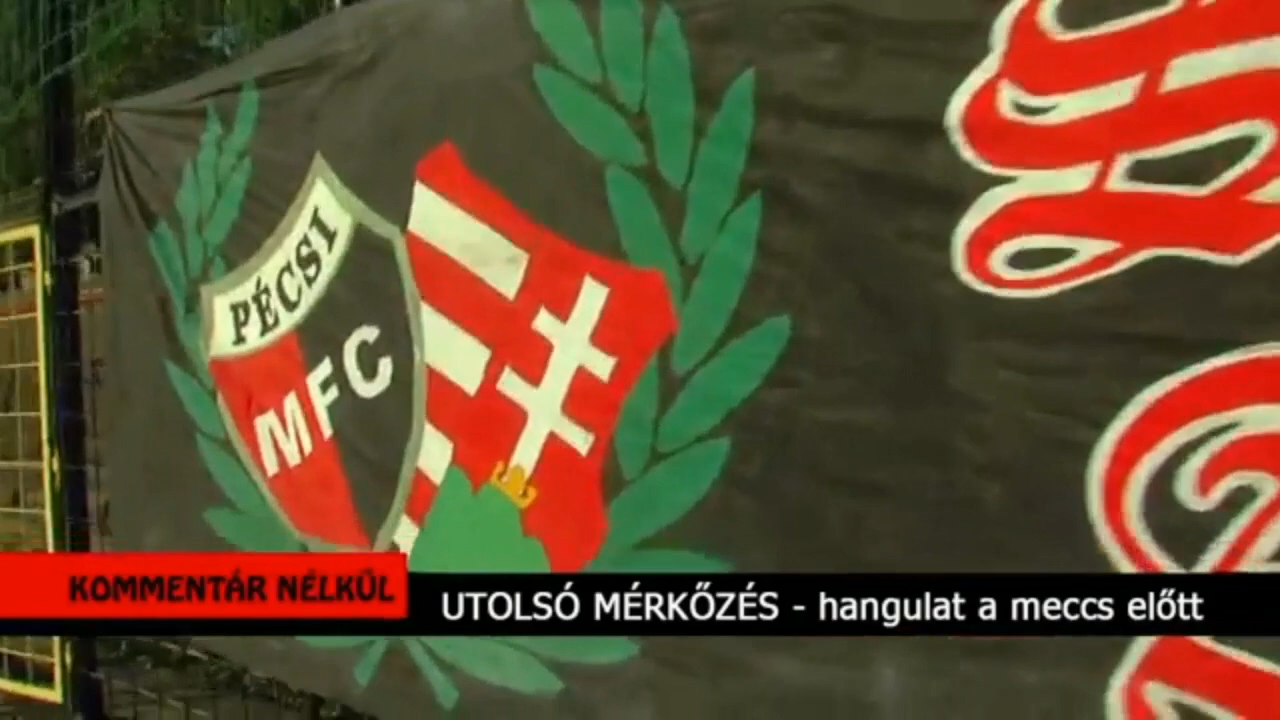 PÉCSI
MFC
KOMMENTÁR NÉLKÜL
UTOLSÓ MÉRKŐZÉS - hangulat a meccs előtt